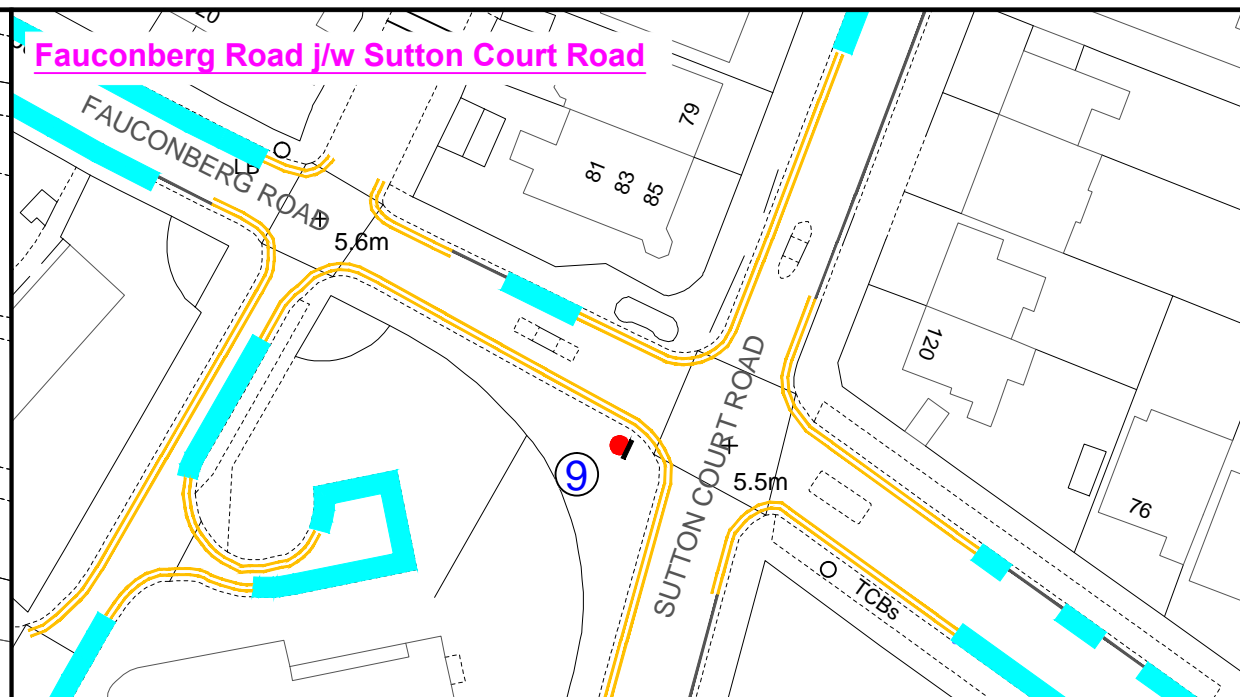 20
Fauconberg Road j/w Sutton Court Road
FAUCONBERG ROAD
LB
5.6m
79
81
83
85
120
SUTTON COURT ROAD
9
5.5m
76
TCBs